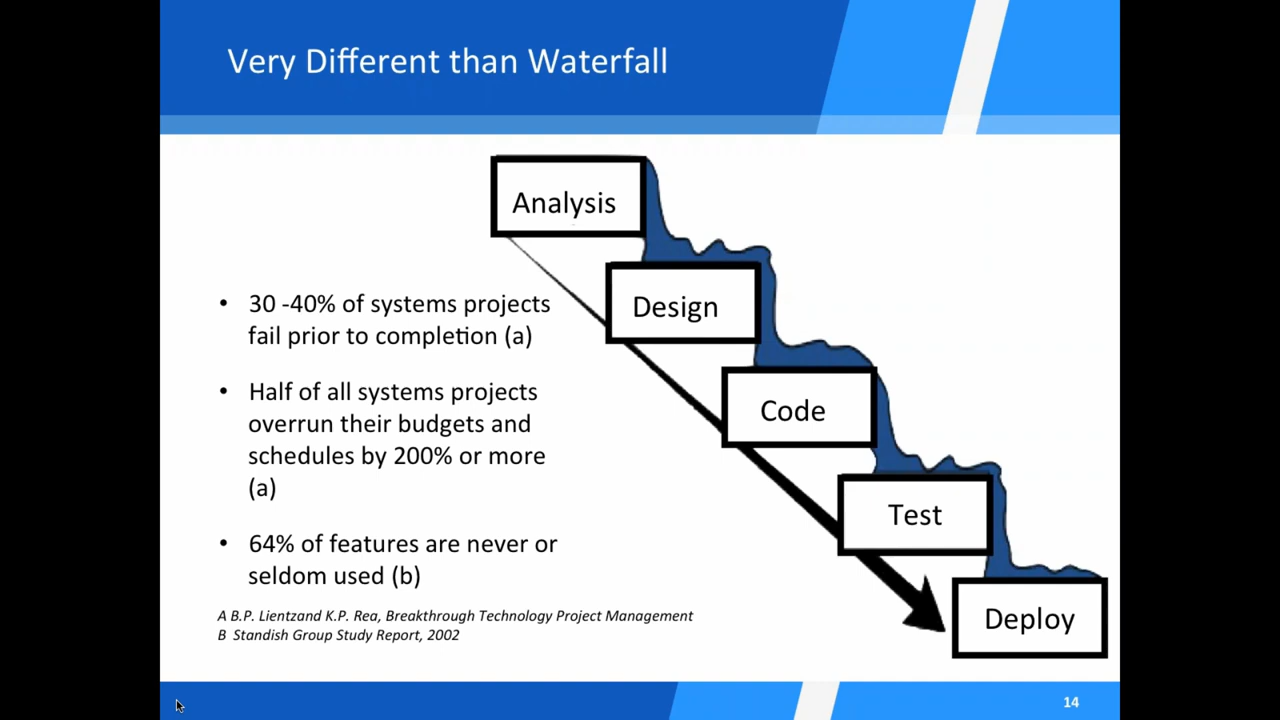 Very Different than Waterfall
Analysis
Design
Code
Test
Deploy
• 30 -40% of systems projects
fail prior to completion (a)
• Half of all systems projects
overrun their budgets and
schedules by 200% or more
(a)
• 64% of features are never or
seldom used (b)
A B.P. Lientzand K.P. Rea, Breakthrough Technology Project Management
B Standish Group Study Report, 2002
14